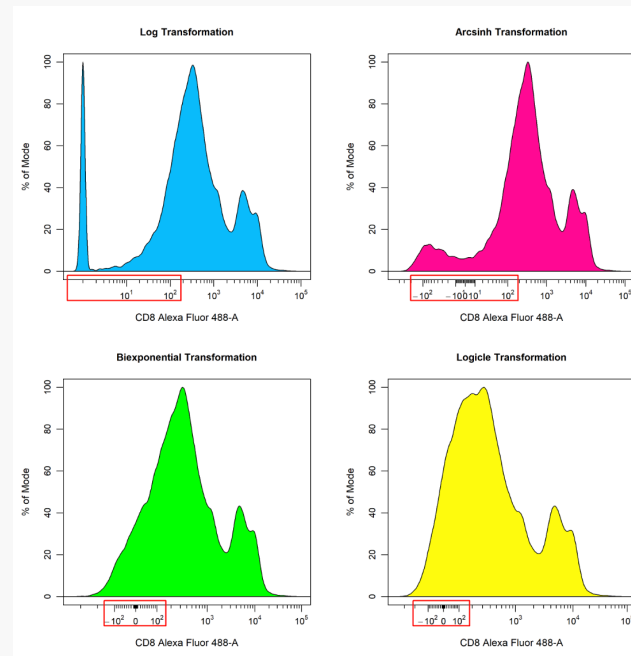 Log Transformation
% of Mode
0 20 40 60 80 100
10¹ 10² 10³ 10⁴ 10⁵
CD8 Alexa Fluor 488-A
Arcsinh Transformation
% of Mode
0 20 40 60 80 100
−10² −10¹ 0 10¹ 10² 10³ 10⁴ 10⁵
CD8 Alexa Fluor 488-A
Biexponential Transformation
% of Mode
0 20 40 60 80 100
−10² 0 10² 10³ 10⁴ 10⁵
CD8 Alexa Fluor 488-A
Logicle Transformation
% of Mode
0 20 40 60 80 100
−10² 0 10² 10³ 10⁴
CD8 Alexa Fluor 488-A